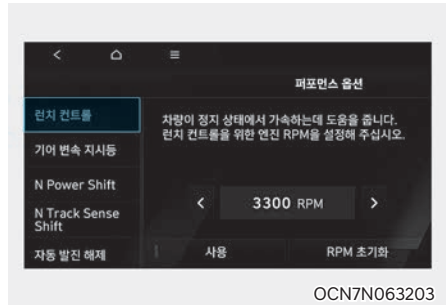 퍼포먼스 옵션
런치 컨트롤
기어 변속 지시등
N Power Shift
N Track Sense
Shift
자동 발진 해제
차량이 정지 상태에서 가속하는데 도움을 줍니다.
런치 컨트롤을 위한 엔진 RPM을 설정해 주십시오.
3300 RPM
사용
RPM 초기화
OCN7N063203